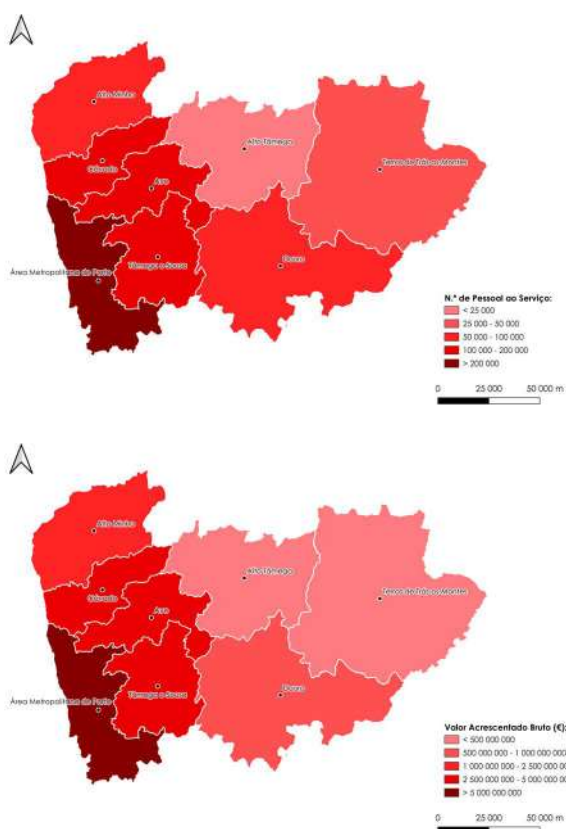 Alto Minho
Alto Tâmega
Terras de Trás-os-Montes
Cávado
Ave
Tâmega e Sousa
Douro
Área Metropolitana do Porto
N.º de Pessoal ao Serviço:
< 25 000
25 000 - 50 000
50 000 - 100 000
100 000 - 200 000
> 200 000
0 25 000 50 000 m
Alto Minho
Alto Tâmega
Cávado
Terras de Trás-os-Montes
Ave
Tâmega e Sousa
Douro
Área Metropolitana do Porto
Valor Acrescentado Bruto (€):
< 500 000 000
500 000 000 - 1 000 000 000
1 000 000 000 - 2 500 000 00
2 500 000 000 - 5 000 000 00
> 5 000 000 000
0 25 000 50 000 m